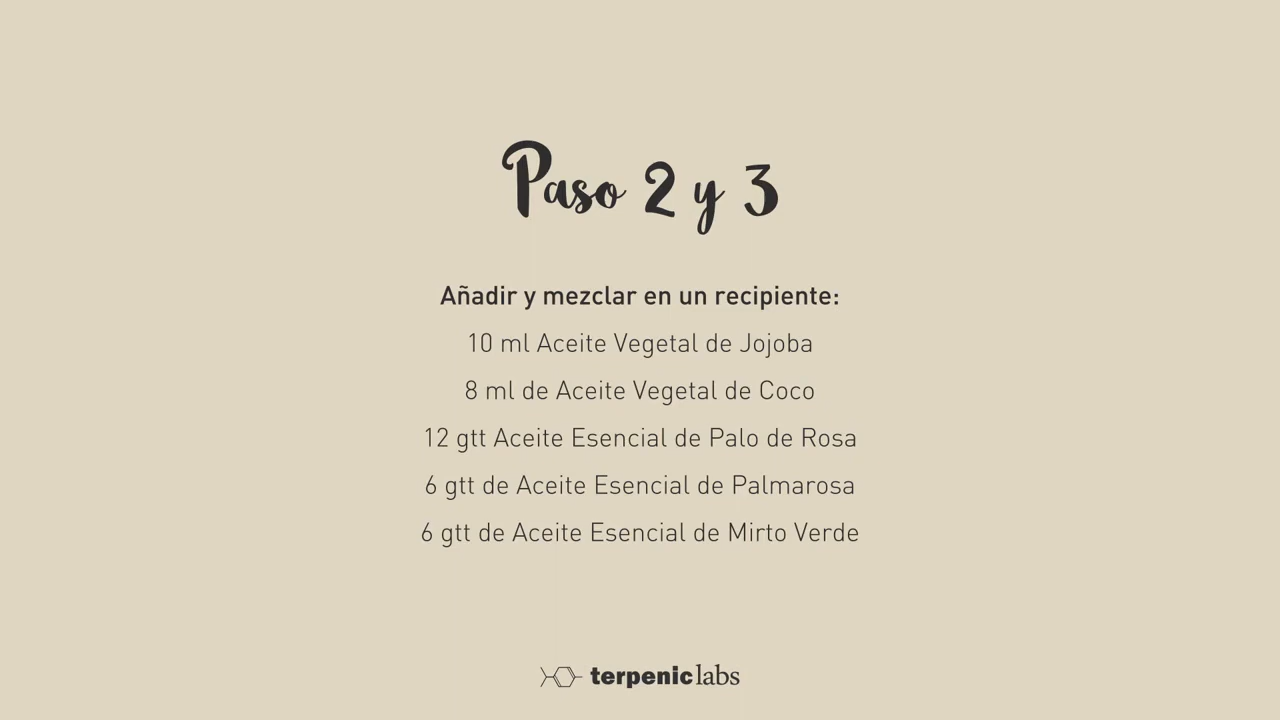 Paso 2 y 3
Añadir y mezclar en un recipiente:
10 ml Aceite Vegetal de Jojoba
8 ml de Aceite Vegetal de Coco
12 gtt Aceite Esencial de Palo de Rosa
6 gtt de Aceite Esencial de Palmarosa
6 gtt de Aceite Esencial de Mirto Verde
terpeniclabs